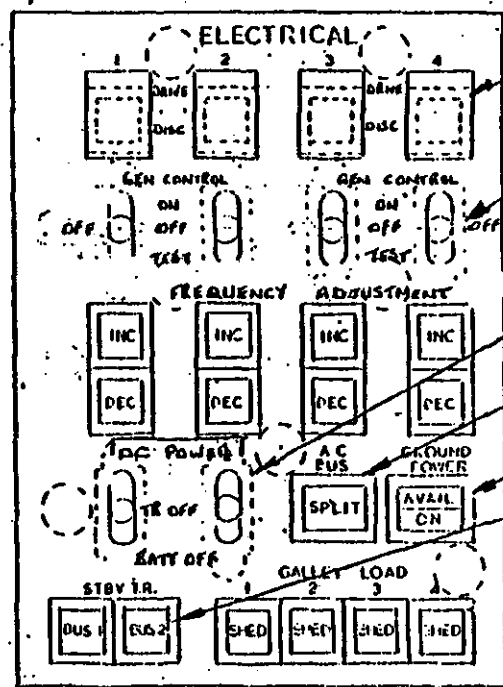 ELECTRICAL
1 2 3 4
DRIVE DRIVE
DISC DISC
GEN CONTROL GEN CONTROL
ON ON
OFF OFF OFF OFF
TEST TEST
FREQUENCY ADJUSTMENT
INC INC INC INC
DEC DEC DEC DEC
DC POWER AC BUS GROUND POWER
TR OFF SPLIT AVAIL. ON
BATT OFF
STBY T.R. GALLEY LOAD
1 2 3 4
BUS 1 BUS 2 SHED SHED SHED SHED